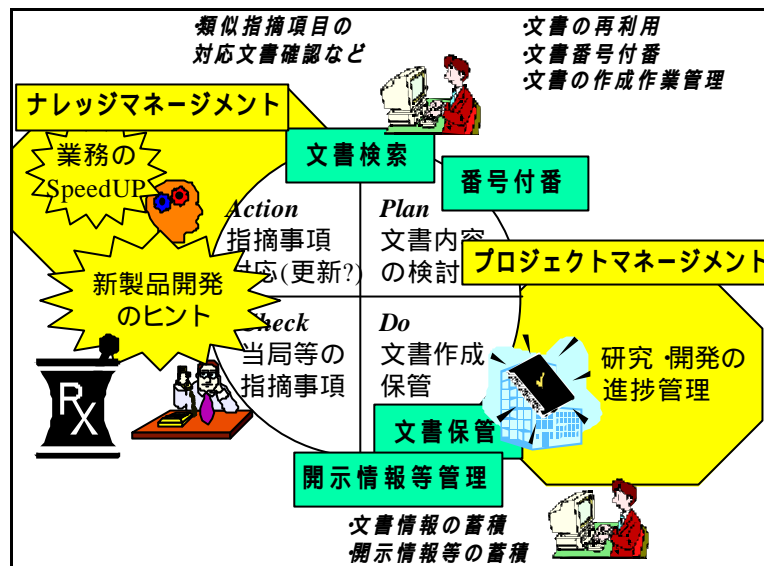 ・類似指摘項目の
対応文書確認など
・文書の再利用
・文書番号付番
・文書の作成作業管理
ナレッジマネージメント
業務の
SpeedUP
文書検索
番号付番
Action
指摘事項
対応(更新?)
Plan
文書内容
の検討
プロジェクトマネージメント
新製品開発
のヒント
Check
当局等の
指摘事項
Do
文書作成
保管
研究・開発の
進捗管理
RX
文書保管
開示情報等管理
・文書情報の蓄積
・開示情報等の蓄積